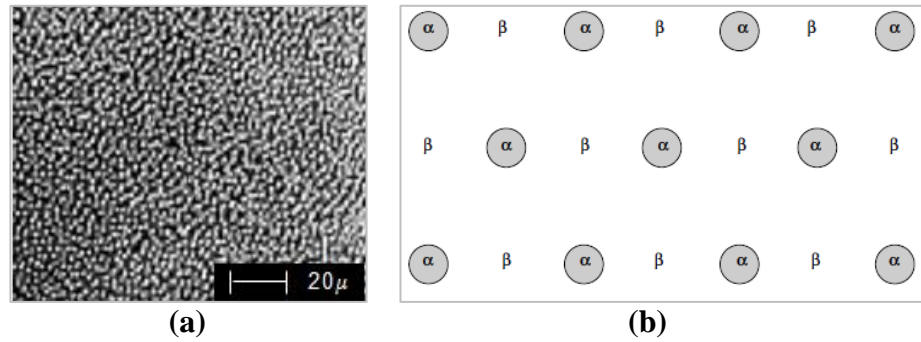 20μ
α β α β α β α
β α β α β α β
α β α β α β α
(a) (b)